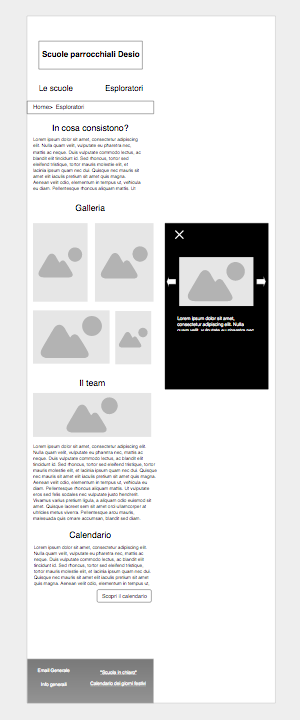 Scuole parrocchiali Desio
Le scuole
Esploratori
Home> Esploratori
In cosa consistono?
Lorem ipsum dolor sit amet, consectetur adipiscing
elit. Nulla quam velit, vulputate eu pharetra nec,
mattis ac neque. Duis vulputate commodo lectus, ac
blandit elit tincidunt id. Sed rhoncus, tortor sed
eleifend tincidunt, tortor mauris molestie elit, et
lacinia ipsum quam nec dui. Quisque nec mauris sit
amet elit iaculis pretium sit amet quis magna.
Aenean velit odio, elementum in tempus ut, vehicula
eu diam. Pellentesque rhoncus aliquam mattis. Ut
Galleria
Lorem ipsum dolor sit amet,
consectetur adipiscing elit. Nulla
Il team
Lorem ipsum dolor sit amet, consectetur adipiscing elit.
Nulla quam velit, vulputate eu pharetra nec, mattis ac
neque. Duis vulputate commodo lectus, ac blandit elit
tincidunt id. Sed rhoncus, tortor sed eleifend tincidunt,
tortor mauris molestie elit, et lacinia ipsum quam nec dui.
Quisque nec mauris sit amet elit iaculis pretium sit amet
quis magna. Aenean velit odio, elementum in tempus ut,
vehicula eu diam. Pellentesque rhoncus aliquam mattis. Ut vulputate
eros sed felis sodales nec vulputate justo hendrerit.
Vivamus varius pretium ligula, a aliquam odio euismod sit
amet. Quisque laoreet sem sit amet orci ullamcorper at
ultricies metus viverra. Pellentesque arcu mauris,
malesuada quis ornare accumsan, blandit sed diam.
Calendario
Lorem ipsum dolor sit amet, consectetur adipiscing elit.
Nulla quam velit, vulputate eu pharetra nec, mattis ac
neque. Duis vulputate commodo lectus, ac blandit elit
tincidunt id. Sed rhoncus, tortor sed eleifend tincidunt,
tortor mauris molestie elit, et lacinia ipsum quam nec dui.
Quisque nec mauris sit amet elit iaculis pretium sit amet
quis magna. Aenean velit odio, elementum in tempus ut,
Scopri il calendario
Email Generale
"Scuola in chiaro"
Info generali
Calendario dei giorni festivi